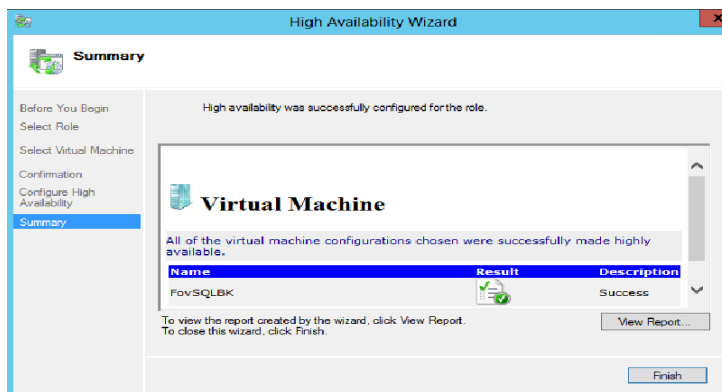 High Availability Wizard
Summary
Before You Begin
Select Role
Select Virtual Machine
Confirmation
Configure High
Availability
Summary
High availability was successfully configured for the role.
Virtual Machine
All of the virtual machine configurations chosen were successfully made highly
available.
Name Result Description
FovSQLBK Success
To view the report created by the wizard, click View Report.
To close this wizard, click Finish.
View Report...
Finish